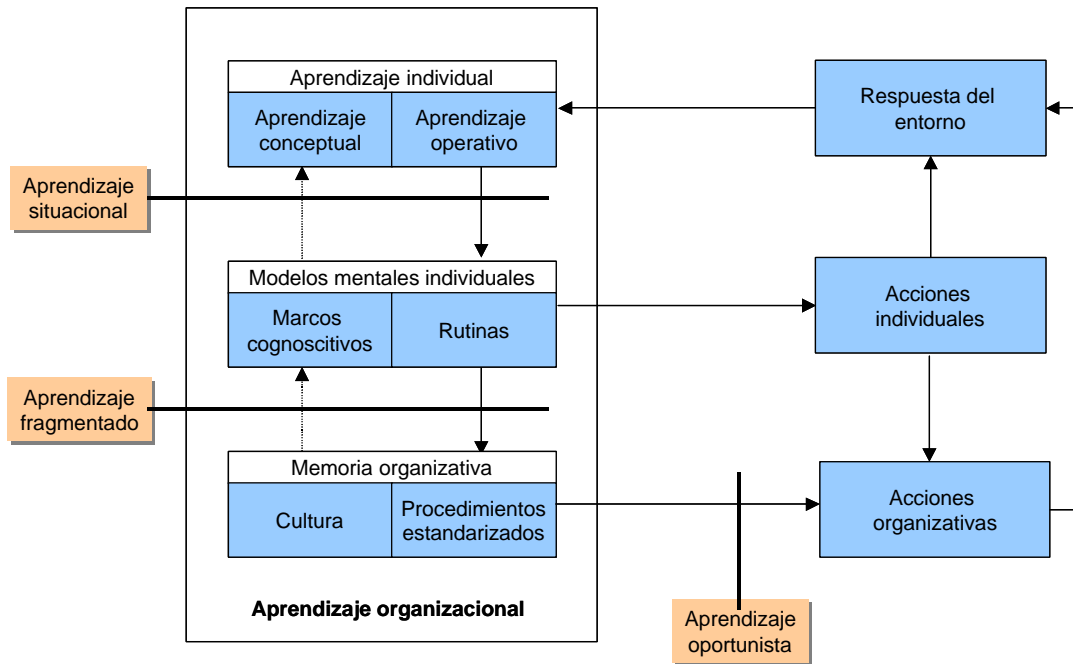 Aprendizaje individual
Aprendizaje
conceptual
Aprendizaje
operativo
Respuesta del
entorno
Aprendizaje
situacional
Modelos mentales individuales
Marcos
cognoscitivos
Rutinas
Acciones
individuales
Aprendizaje
fragmentado
Memoria organizativa
Cultura
Procedimientos
estandarizados
Acciones
organizativas
Aprendizaje organizacional
Aprendizaje
oportunista